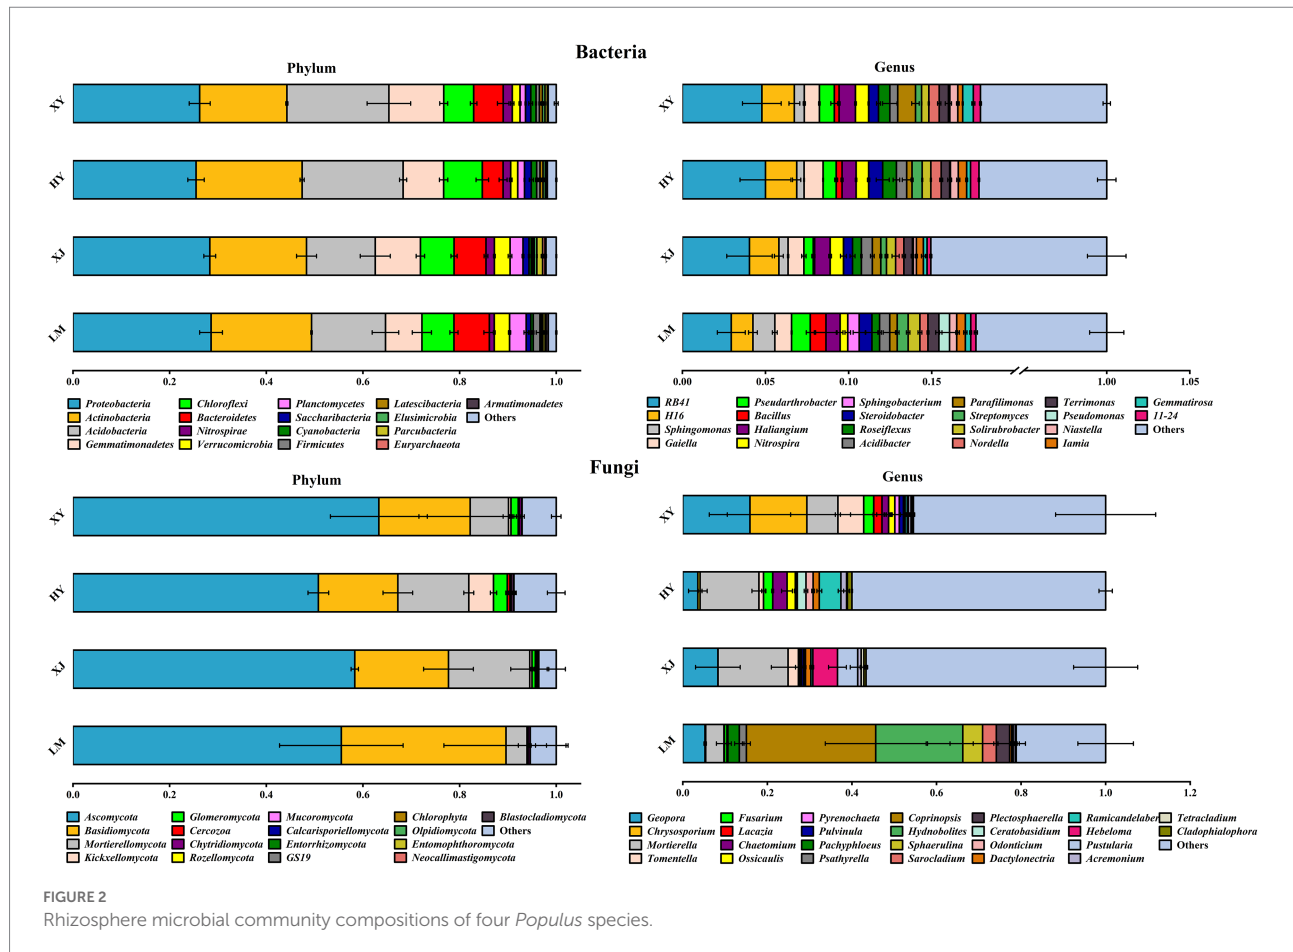 Bacteria
Phylum
Genus
XY
HY
XJ
LM
0.0 0.2 0.4 0.6 0.8 1.0
XY
HY
XJ
LM
0.00 0.05 0.10 0.15 1.00 1.05
Proteobacteria Chloroflexi Planctomycetes Latescibacteria Armatimonadetes
Actinobacteria Bacteroidetes Saccharibacteria Elusimicrobia Others
Acidobacteria Nitrospirae Cyanobacteria Parcubacteria
Gemmatimonadetes Verrucomicrobia Firmicutes Euryarchaeota
RB41 Pseudarthrobacter Sphingobacterium Parafilimonas Terrimonas Gemmatirosa
H16 Bacillus Steroidobacter Streptomyces Pseudomonas 11-24
Sphingomonas Haliangium Roseiflexus Solirubrobacter Niastella Others
Gaiella Nitrospira Acidibacter Nordella Iamia
Fungi
Phylum
Genus
XY
HY
XJ
LM
0.0 0.2 0.4 0.6 0.8 1.0
XY
HY
XJ
LM
0.0 0.2 0.4 0.6 0.8 1.0 1.2
Ascomycota Glomeromycota Mucoromycota Chlorophyta Blastocladiomycota
Basidiomycota Cercozoa Calcarisporiellomycota Olpidiomycota Others
Mortierellomycota Chytridiomycota Entorrhizomycota Entomophthoromycota
Kickxellomycota Rozellomycota GS19 Neocallimastigomycota
Geopora Fusarium Pyrenochaeta Coprinopsis Plectosphaerella Ramicandelaber Tetracladium
Chrysosporium Lacazia Pulvinula Hydnobolites Ceratobasidium Hebeloma Cladophialophora
Mortierella Chaetomium Pachyphloeus Sphaerulina Odonticium Pustularia Others
Tomentella Ossicaulis Psathyrella Sarocladium Dactylonectria Acremonium
FIGURE 2
Rhizosphere microbial community compositions of four Populus species.